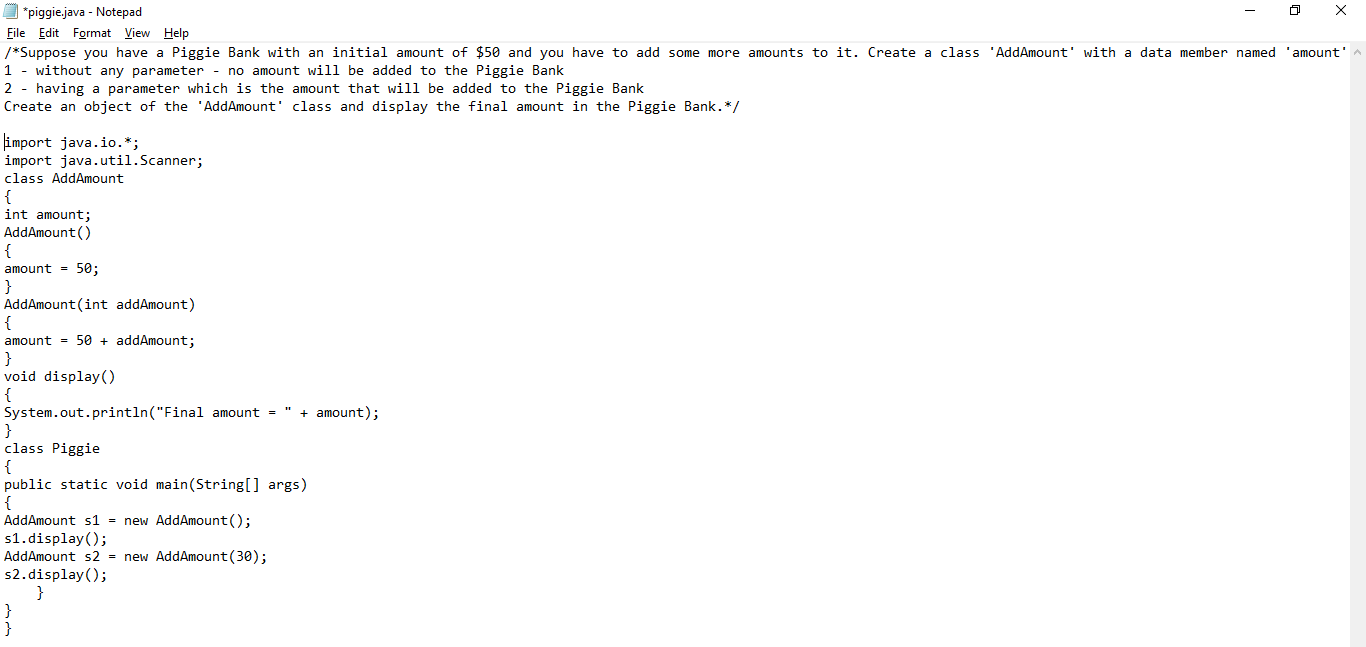 *piggie.java - Notepad
File Edit Format View Help
/*Suppose you have a Piggie Bank with an initial amount of $50 and you have to add some more amounts to it. Create a class 'AddAmount' with a data member named 'amount'
1 - without any parameter - no amount will be added to the Piggie Bank
2 - having a parameter which is the amount that will be added to the Piggie Bank
Create an object of the 'AddAmount' class and display the final amount in the Piggie Bank.*/
import java.io.*;
import java.util.Scanner;
class AddAmount
{
int amount;
AddAmount()
{
amount = 50;
}
AddAmount(int addAmount)
{
amount = 50 + addAmount;
}
void display()
{
System.out.println("Final amount = " + amount);
}
class Piggie
{
public static void main(String[] args)
{
AddAmount s1 = new AddAmount();
s1.display();
AddAmount s2 = new AddAmount(30);
s2.display();
}
}
}